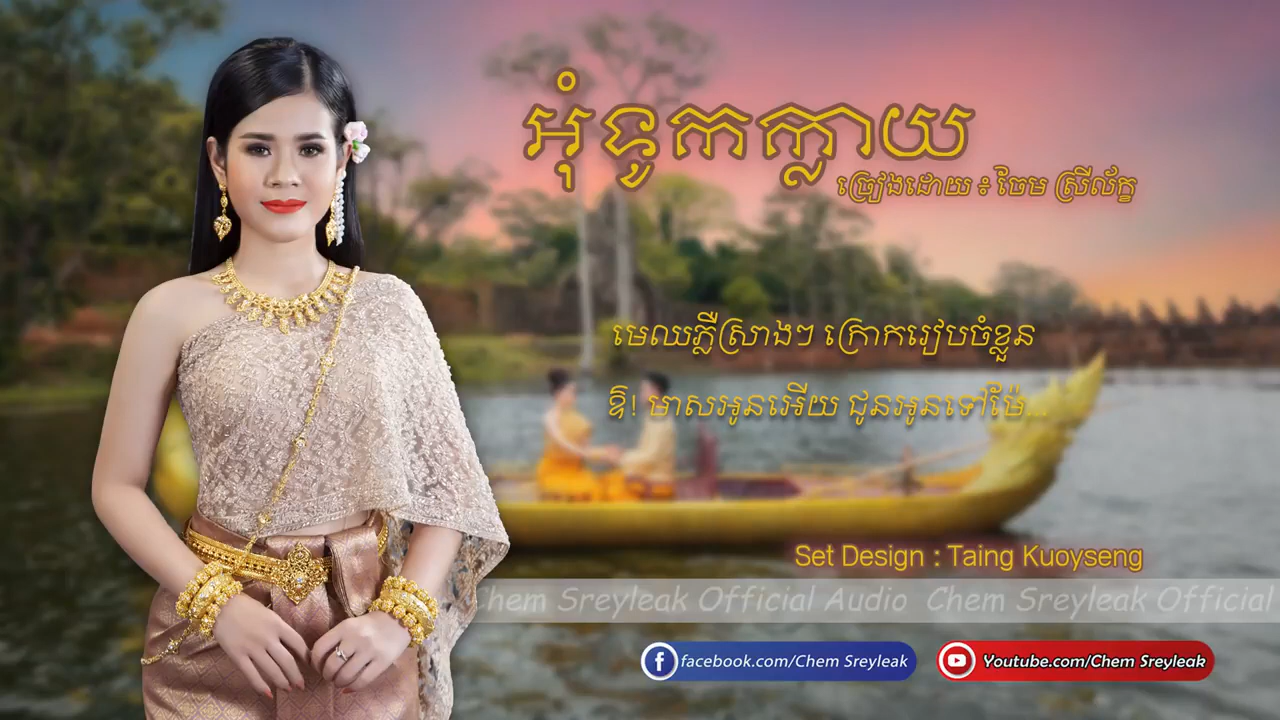 អុំទូកក្លាយ
ច្រៀងដោយ ៖ ចែម ស្រីល័ក្ខ
មេឈភ្លឺស្រាងៗ ក្រោករៀបចំខ្លួន
ឱ! មាសអូនអើយ ជូនអូនទៅម៉ែ...
Set Design : Taing Kuoyseng
Chem Sreyleak Official Audio Chem Sreyleak Official
facebook.com/Chem Sreyleak
Youtube.com/Chem Sreyleak